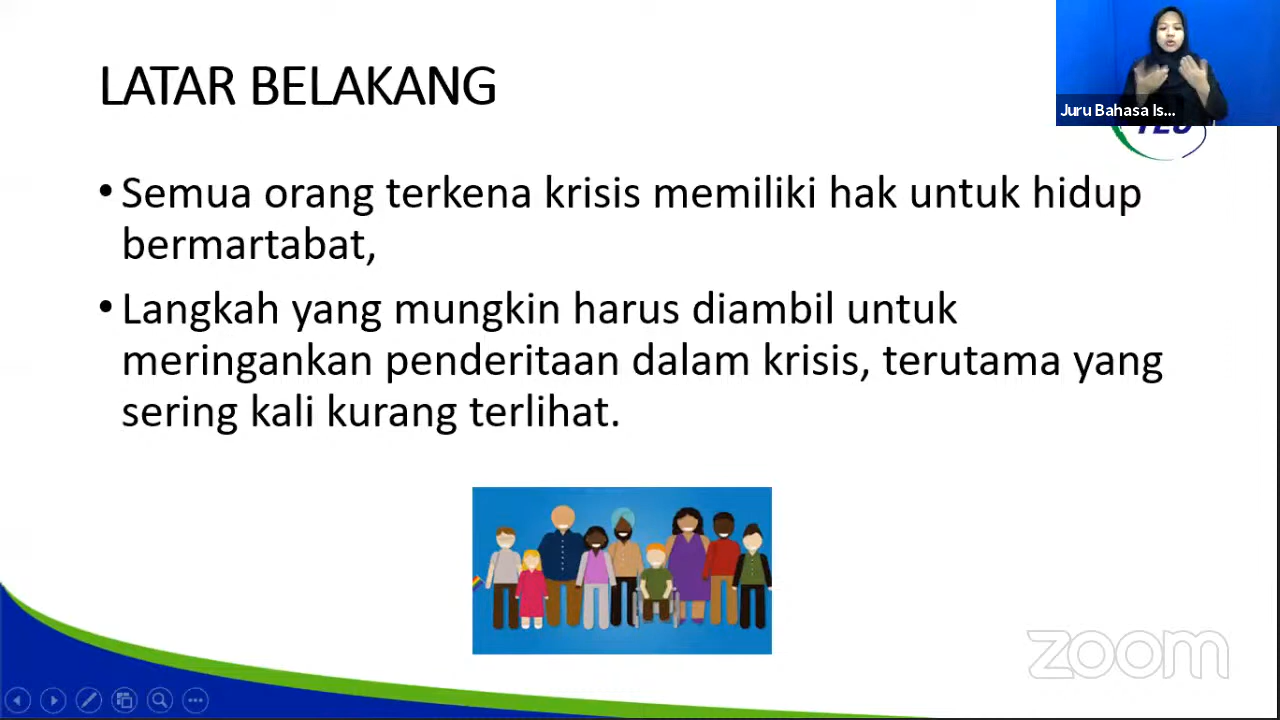 LATAR BELAKANG
Juru Bahasa Is...
• Semua orang terkena krisis memiliki hak untuk hidup
bermartabat,
• Langkah yang mungkin harus diambil untuk
meringankan penderitaan dalam krisis, terutama yang
sering kali kurang terlihat.
zoom